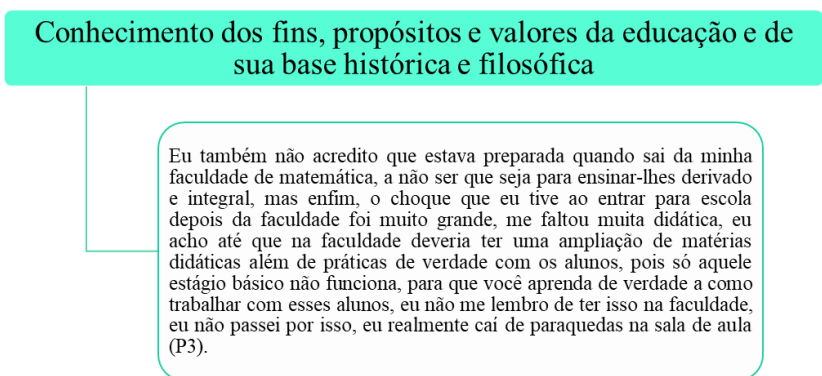 Conhecimento dos fins, propósitos e valores da educação e de
sua base histórica e filosófica
Eu também não acredito que estava preparada quando sai da minha
faculdade de matemática, a não ser que seja para ensinar-lhes derivado
e integral, mas enfim, o choque que eu tive ao entrar para escola
depois da faculdade foi muito grande, me faltou muita didática, eu
acho até que na faculdade deveria ter uma ampliação de matérias
didáticas além de práticas de verdade com os alunos, pois só aquele
estágio básico não funciona, para que você aprenda de verdade a como
trabalhar com esses alunos, eu não me lembro de ter isso na faculdade,
eu não passei por isso, eu realmente caí de paraquedas na sala de aula
(P3).